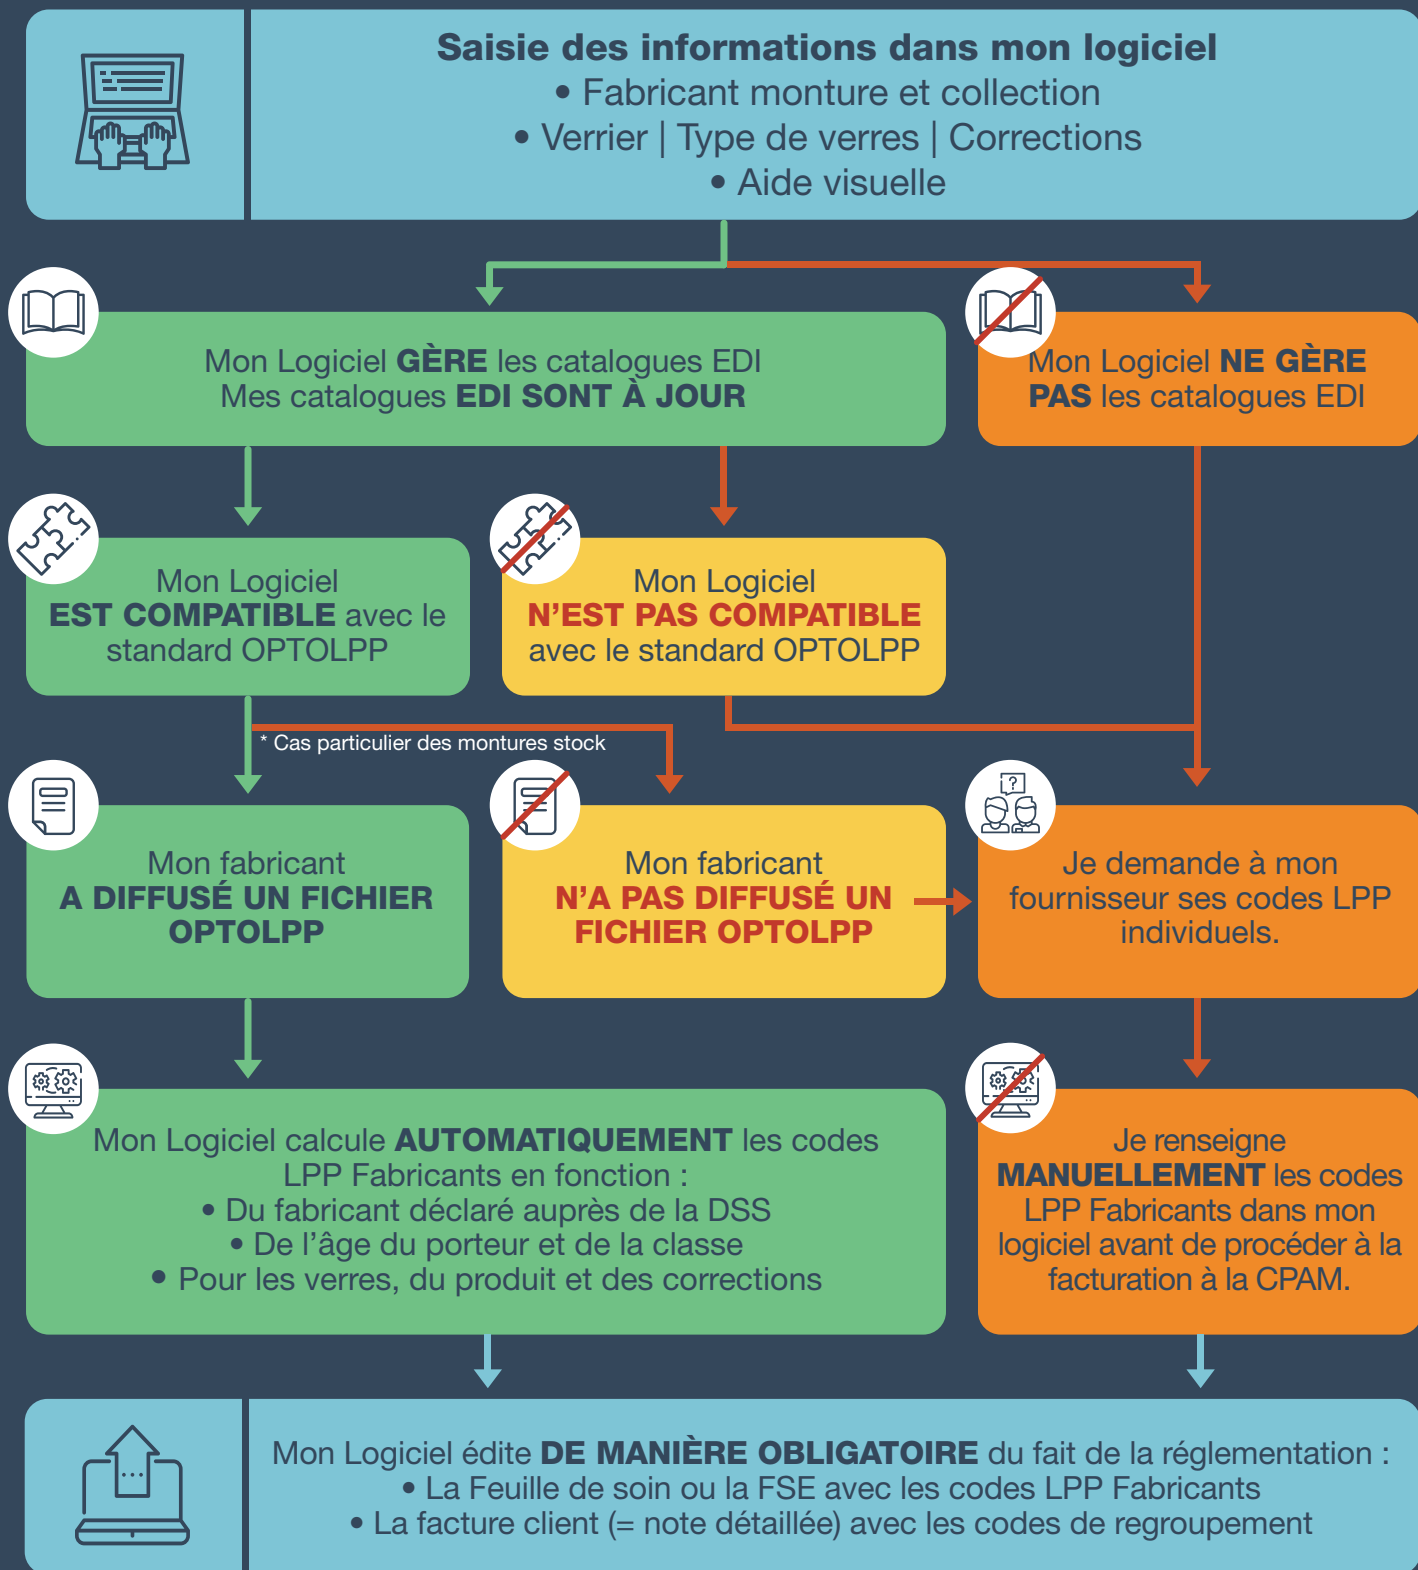 Saisie des informations dans mon logiciel
• Fabricant monture et collection
• Verrier | Type de verres | Corrections
• Aide visuelle
Mon Logiciel GÈRE les catalogues EDI
Mes catalogues EDI SONT À JOUR
Mon Logiciel NE GÈRE
PAS les catalogues EDI
Mon Logiciel
EST COMPATIBLE avec le
standard OPTOLPP
Mon Logiciel
N'EST PAS COMPATIBLE
avec le standard OPTOLPP
* Cas particulier des montures stock
Mon fabricant
A DIFFUSÉ UN FICHIER
OPTOLPP
Mon fabricant
N'A PAS DIFFUSÉ UN
FICHIER OPTOLPP
?
Je demande à mon
fournisseur ses codes LPP
individuels.
Mon Logiciel calcule AUTOMATIQUEMENT les codes
LPP Fabricants en fonction :
• Du fabricant déclaré auprès de la DSS
• De l'âge du porteur et de la classe
• Pour les verres, du produit et des corrections
Je renseigne
MANUELLEMENT les codes
LPP Fabricants dans mon
logiciel avant de procéder à la
facturation à la CPAM.
Mon Logiciel édite DE MANIÈRE OBLIGATOIRE du fait de la réglementation :
• La Feuille de soin ou la FSE avec les codes LPP Fabricants
• La facture client (= note détaillée) avec les codes de regroupement